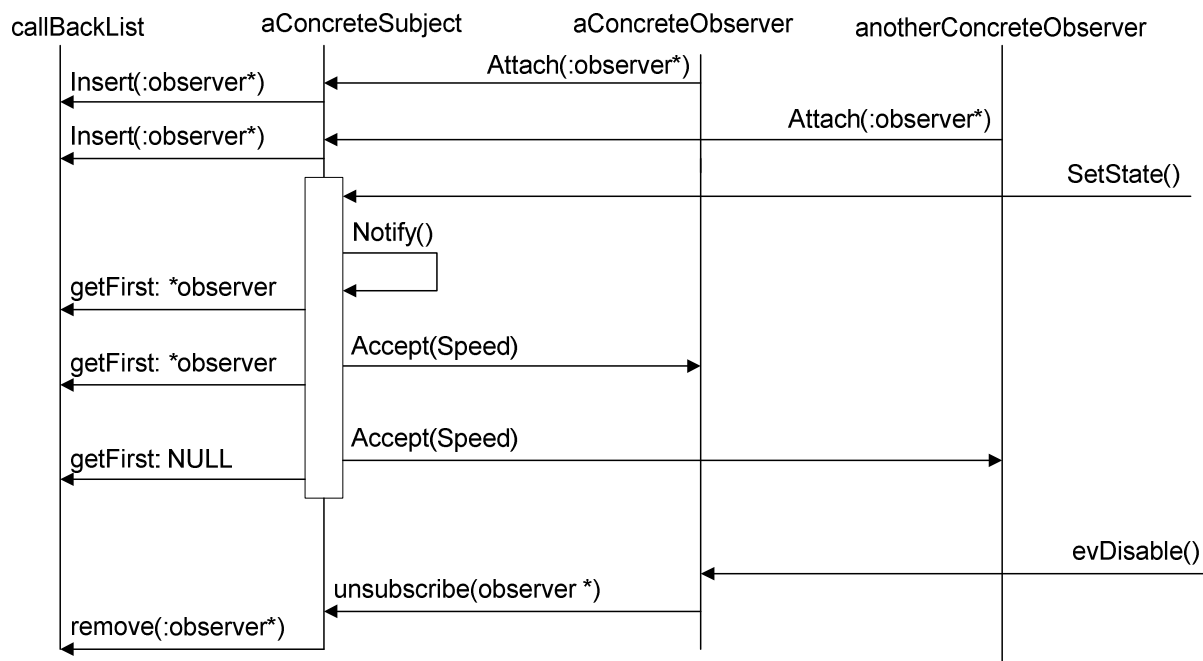 callBackList
aConcreteSubject
aConcreteObserver
anotherConcreteObserver
Attach(:observer*)
Insert(:observer*)
Attach(:observer*)
Insert(:observer*)
SetState()
Notify()
getFirst: *observer
Accept(Speed)
getFirst: *observer
Accept(Speed)
getFirst: NULL
evDisable()
unsubscribe(observer *)
remove(:observer*)